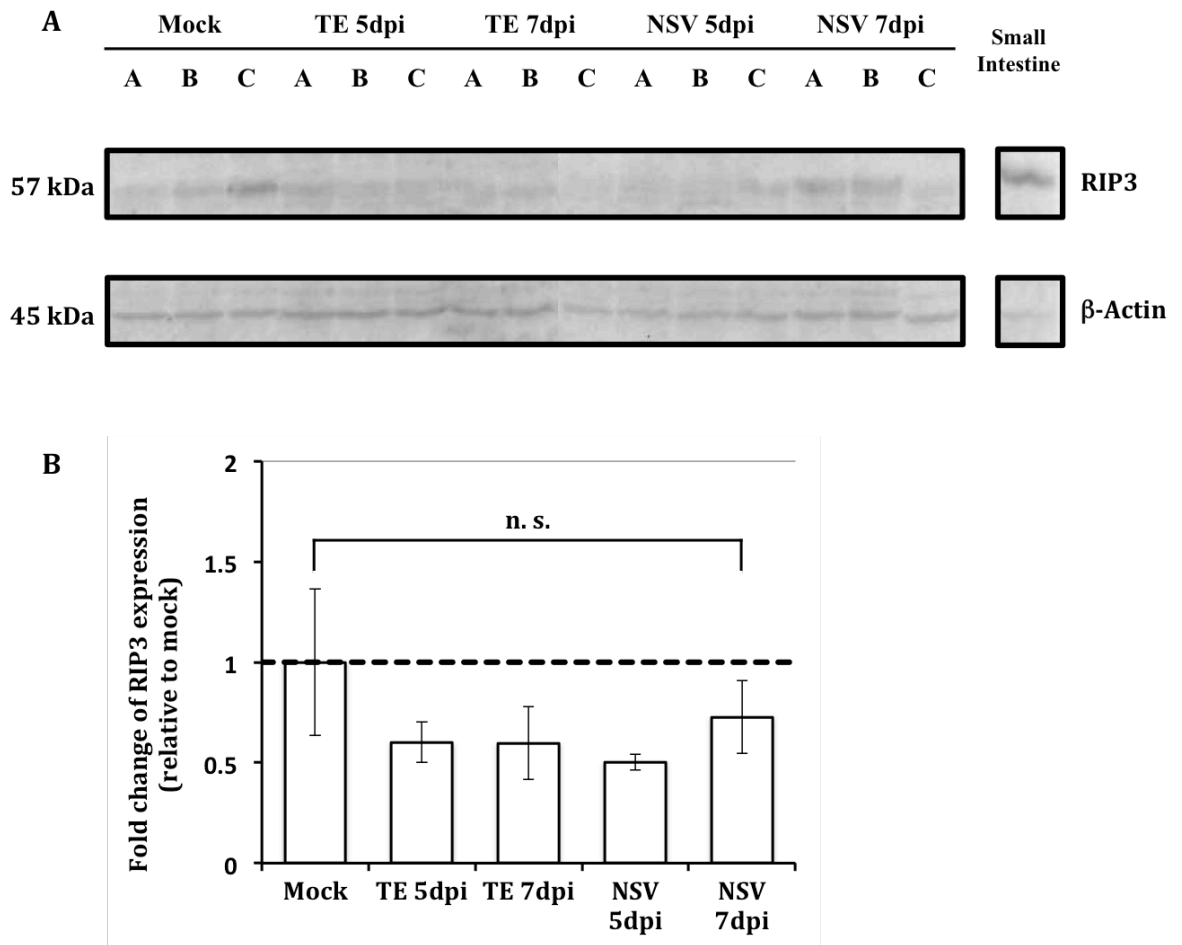 A
Mock TE 5dpi TE 7dpi NSV 5dpi NSV 7dpi
Small
Intestine
A B C A B C A B C A B C A B C
57 kDa RIP3
45 kDa β-Actin
B
Fold change of RIP3 expression
(relative to mock)
2
n. s.
1.5
1
0.5
0
Mock TE 5dpi TE 7dpi NSV NSV
5dpi 7dpi